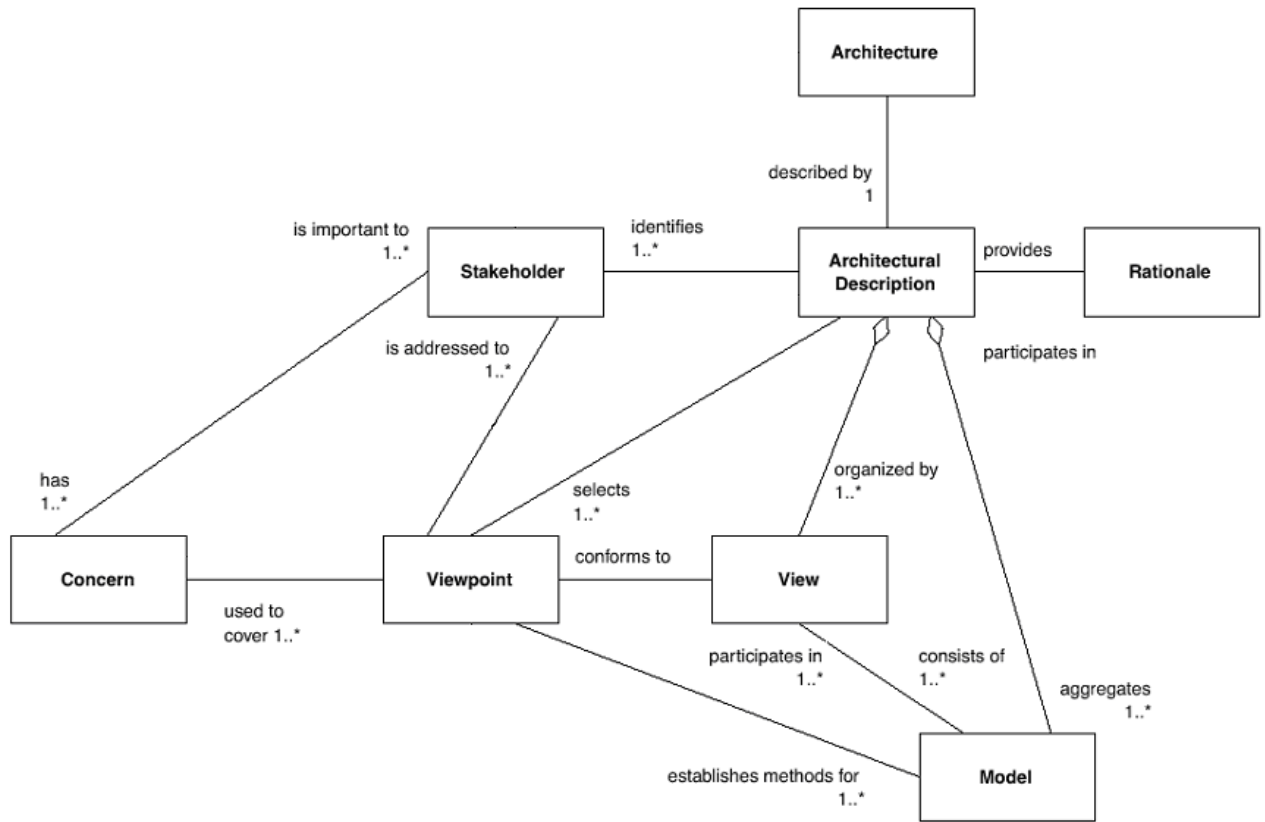 Architecture
described by
1
is important to
1..*
identifies
1..*
Stakeholder
Architectural
Description
provides
Rationale
is addressed to
1..*
participates in
has
1..*
selects
1..*
organized by
1..*
Concern
Viewpoint
conforms to
View
used to
cover 1..*
participates in
1..*
consists of
1..*
aggregates
1..*
establishes methods for
1..*
Model